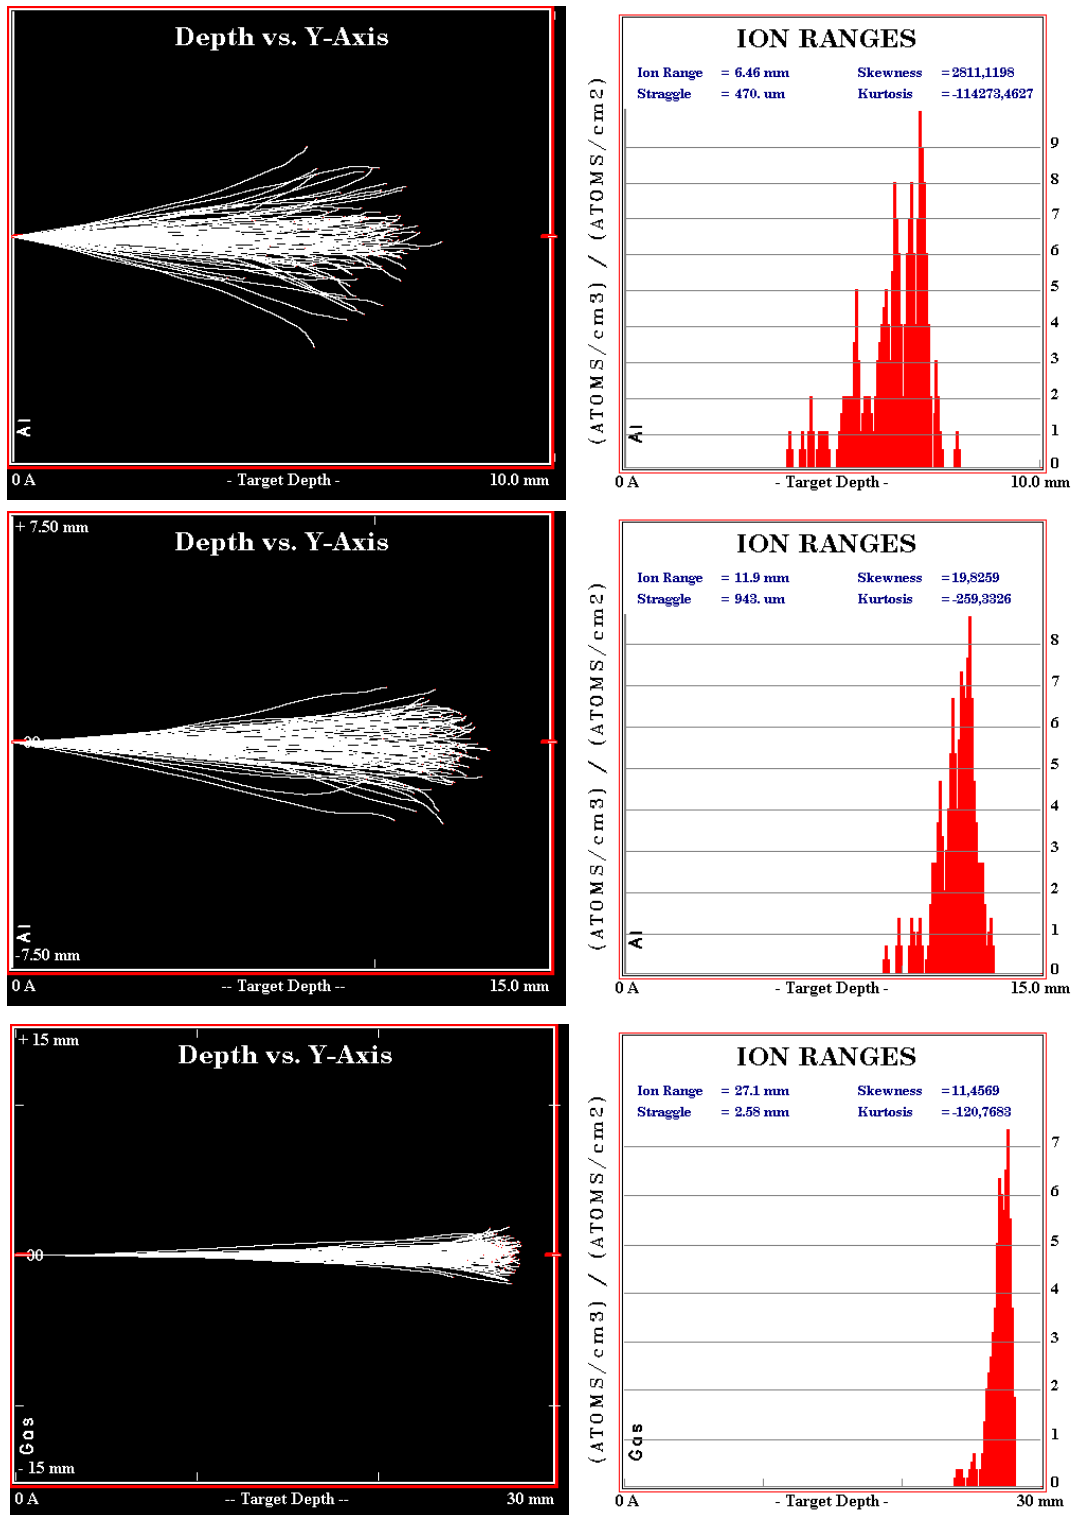 Depth vs. Y-Axis
Al
0 A - Target Depth - 10.0 mm
ION RANGES
Ion Range = 6.46 mm Skewness = 2811,1198
Straggle = 470. um Kurtosis = -114273,4627
(ATOMS/cm3) / (ATOMS/cm2)
9
8
7
6
5
4
3
2
1
0
Al
0 A - Target Depth - 10.0 mm
+ 7.50 mm
Depth vs. Y-Axis
00
Al
-7.50 mm
0 A -- Target Depth -- 15.0 mm
ION RANGES
Ion Range = 11.9 mm Skewness = 19,8259
Straggle = 943. um Kurtosis = -259,3326
(ATOMS/cm3) / (ATOMS/cm2)
8
7
6
5
4
3
2
1
0
Al
0 A - Target Depth - 15.0 mm
+ 15 mm
Depth vs. Y-Axis
00
Gas
- 15 mm
0 A -- Target Depth -- 30 mm
ION RANGES
Ion Range = 27.1 mm Skewness = 11,4569
Straggle = 2.58 mm Kurtosis = -120,7683
(ATOMS/cm3) / (ATOMS/cm2)
7
6
5
4
3
2
1
0
Gas
0 A - Target Depth - 30 mm